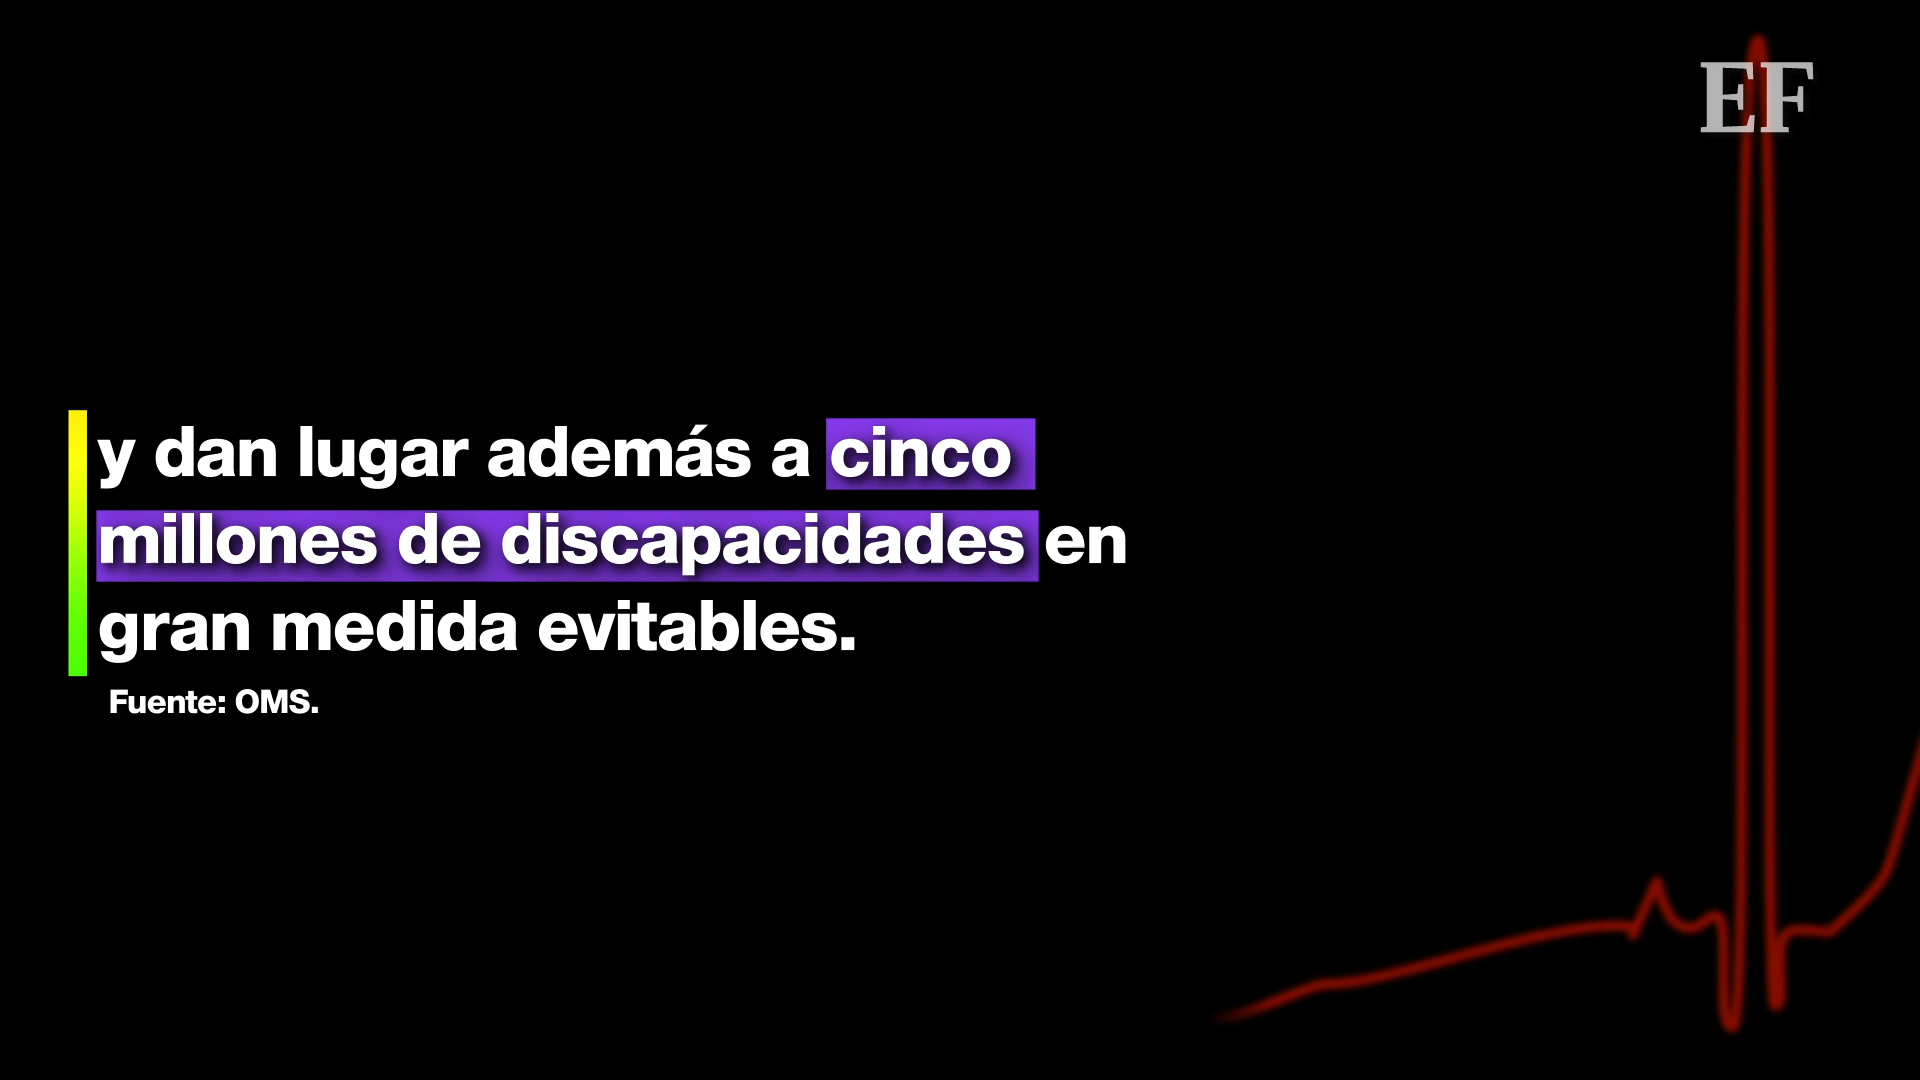 EF
y dan lugar además a cinco
millones de discapacidades en
gran medida evitables.
Fuente: OMS.